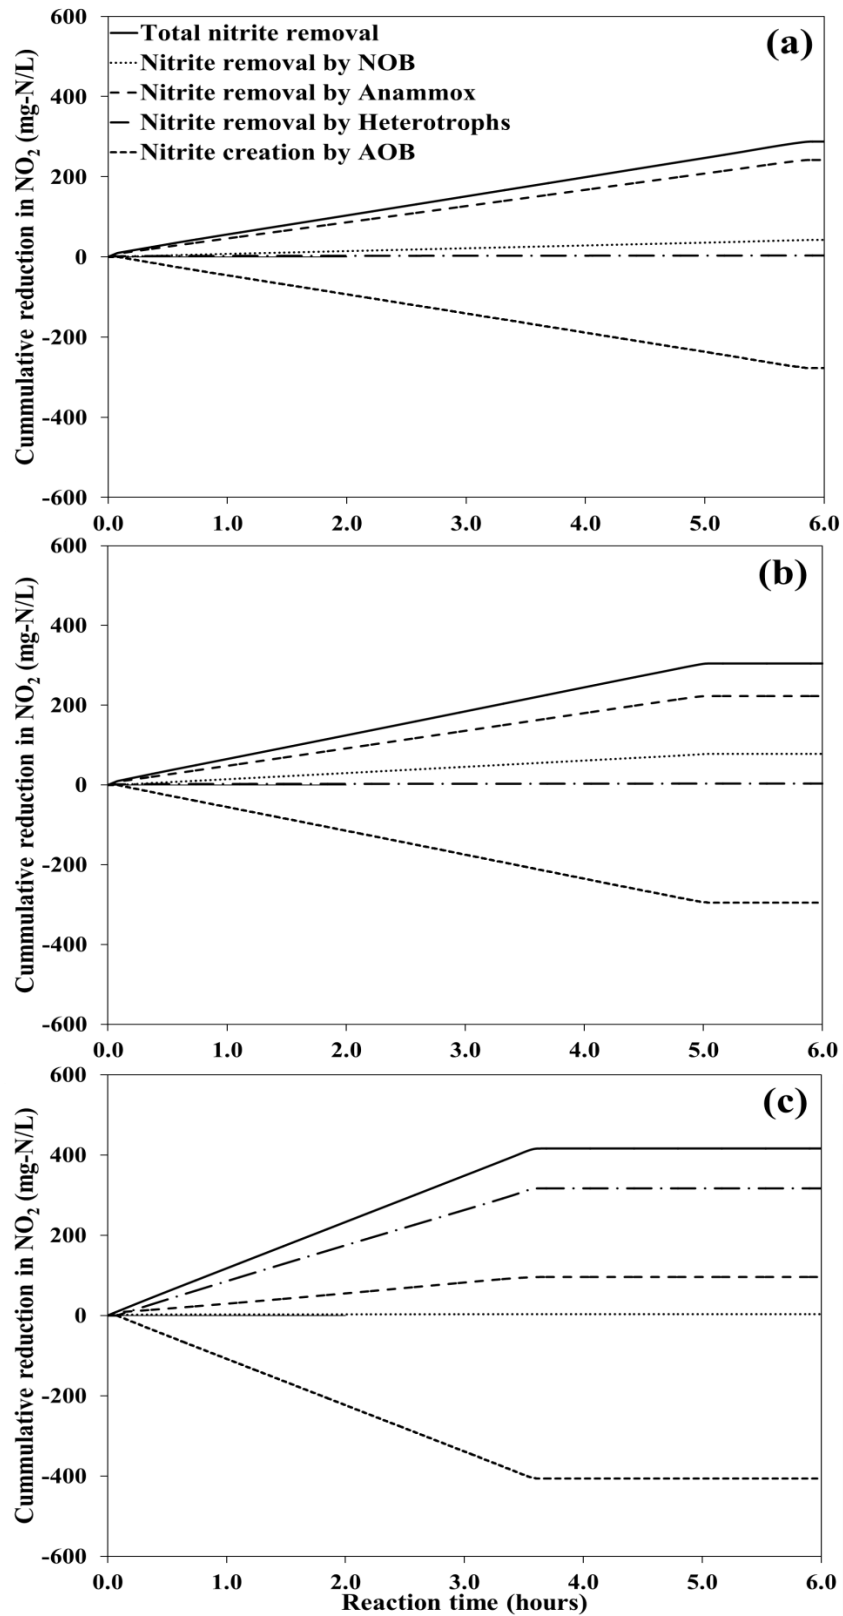 Cummulative reduction in NO2 (mg-N/L)
600
400
200
0
-200
-400
-600
Total nitrite removal
Nitrite removal by NOB
Nitrite removal by Anammox
Nitrite removal by Heterotrophs
Nitrite creation by AOB
(a)
0.0 1.0 2.0 3.0 4.0 5.0 6.0
Cummulative reduction in NO2 (mg-N/L)
600
400
200
0
-200
-400
-600
(b)
0.0 1.0 2.0 3.0 4.0 5.0 6.0
Cummulative reduction in NO2 (mg-N/L)
600
400
200
0
-200
-400
-600
(c)
0.0 1.0 2.0 3.0 4.0 5.0 6.0
Reaction time (hours)